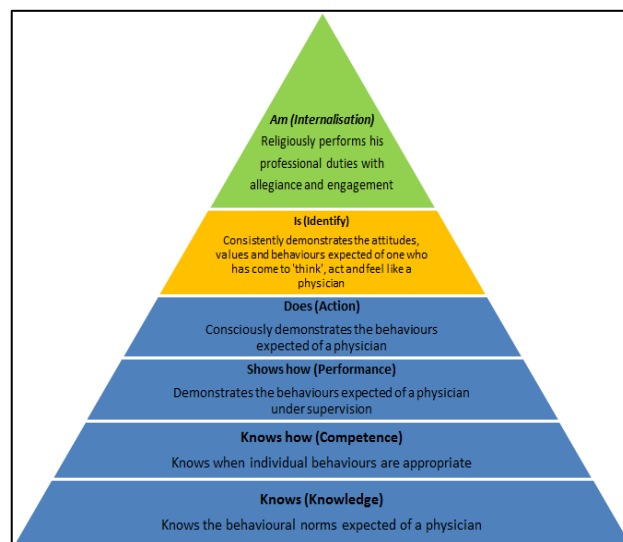 Am (Internalisation)
Religiously performs his
professional duties with
allegiance and engagement
Is (Identify)
Consistently demonstrates the attitudes,
values and behaviours expected of one who
has come to 'think', act and feel like a
physician
Does (Action)
Consciously demonstrates the behaviours
expected of a physician
Shows how (Performance)
Demonstrates the behaviours expected of a physician
under supervision
Knows how (Competence)
Knows when individual behaviours are appropriate
Knows (Knowledge)
Knows the behavioural norms expected of a physician